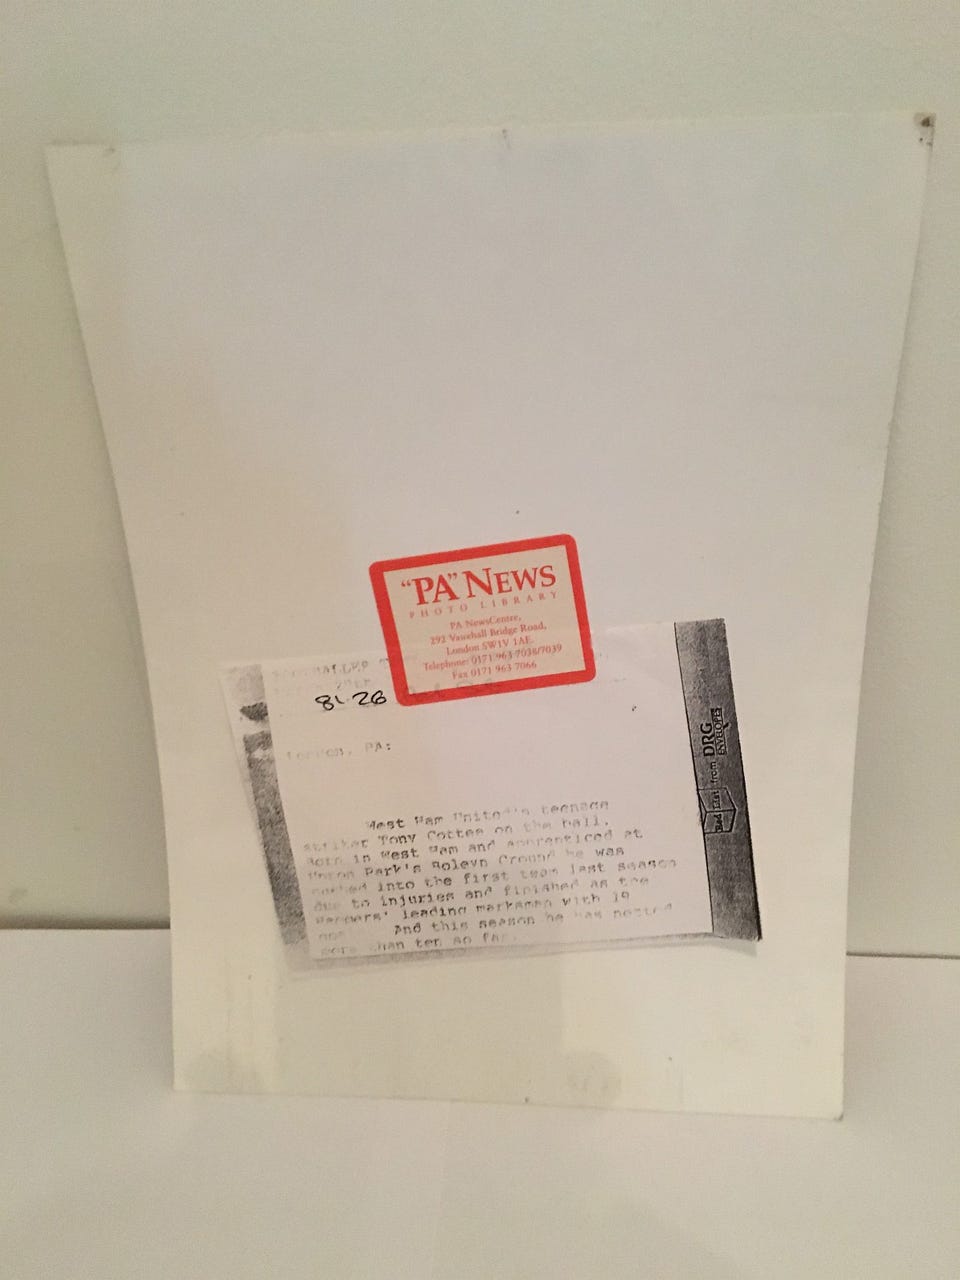 “PA” NEWS
PHOTO LIBRARY
PA NewsCentre,
292 Vauxhall Bridge Road,
London SW1V 1AE.
Telephone: 0171 963 7038/7039
Fax 0171 963 7066
81 26
London, PA:
West Ham United's teenage
striker Tony Cottee on the ball.
Born in West Ham and apprenticed at
Upton Park's Boleyn Ground he was
into the first team last season
due to injuries and finished as the
Hammers' leading marksman with 19
And this season he has netted
more than ten so far.
from DRG
ENVELOPES